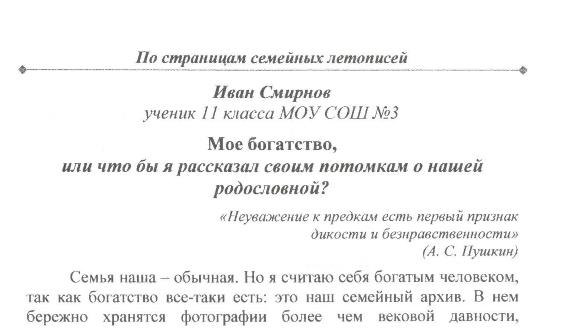 По страницам семейных летописей
Иван Смирнов
ученик 11 класса МОУ СОШ №3
Мое богатство,
или что бы я рассказал своим потомкам о нашей
родословной?
«Неуважение к предкам есть первый признак
дикости и безнравственности»
(А. С. Пушкин)
Семья наша – обычная. Но я считаю себя богатым человеком,
так как богатство все-таки есть: это наш семейный архив. В нем
бережно хранятся фотографии более чем вековой давности,